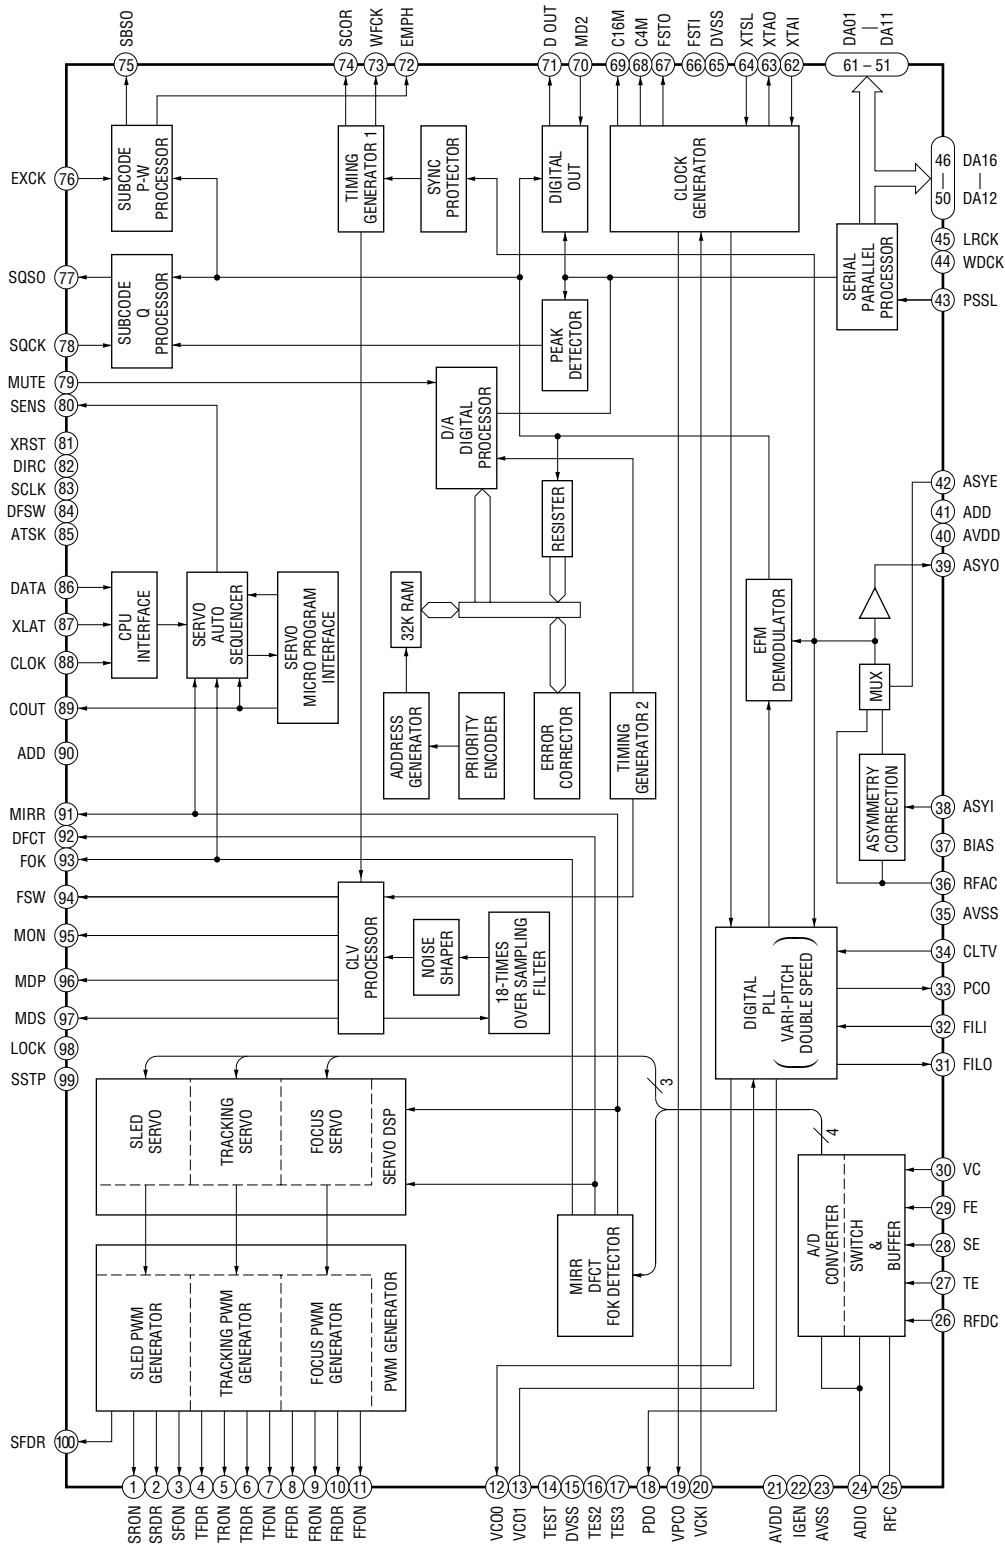 SBSO
SCOR
WFCK
EMPH
D OUT
MD2
C16M
C4M
FSTO
FSTI
DVSS
XTSL
XTAO
XTAI
DA01
—
DA11
75
74
73
72
71
70
69
68
67
66
65
64
63
62
61 – 51
EXCK
76
SUBCODE
P-W
PROCESSOR
TIMING
GENERATOR 1
SYNC
PROTECTOR
DIGITAL
OUT
CLOCK
GENERATOR
46
—
50
DA16
—
DA12
45
LRCK
44
WDCK
SQSO
77
SUBCODE
Q
PROCESSOR
SERIAL
PARALLEL
PROCESSOR
43
PSSL
SQCK
78
PEAK
DETECTOR
MUTE
79
SENS
80
D/A
DIGITAL
PROCESSOR
XRST
81
DIRC
82
SCLK
83
DFSW
84
ATSK
85
RESISTER
42
ASYE
41
ADD
40
AVDD
39
ASYO
DATA
86
XLAT
87
CLOK
88
CPU
INTERFACE
SERVO
AUTO
SEQUENCER
SERVO
MICRO PROGRAM
INTERFACE
32K RAM
EFM
DEMODULATOR
MUX
COUT
89
ADD
90
ADDRESS
GENERATOR
PRIORITY
ENCODER
ERROR
CORRECTOR
TIMING
GENERATOR 2
ASYMMETRY
CORRECTION
38
ASYI
37
BIAS
36
RFAC
35
AVSS
MIRR
91
DFCT
92
FOK
93
FSW
94
MON
95
MDP
96
MDS
97
LOCK
98
SSTP
99
CLV
PROCESSOR
NOISE
SHAPER
18-TIMES
OVER SAMPLING
FILTER
DIGITAL
PLL
(VARI-PITCH
DOUBLE SPEED)
34
CLTV
33
PCO
32
FILI
31
FILO
3
4
SLED
SERVO
TRACKING
SERVO
FOCUS
SERVO
SERVO DSP
MIRR
DFCT
FOK DETECTOR
A/D
CONVERTER
SWITCH
&
BUFFER
30
VC
29
FE
28
SE
27
TE
26
RFDC
SLED PWM
GENERATOR
TRACKING PWM
GENERATOR
FOCUS PWM
GENERATOR
PWM GENERATOR
SFDR
100
1
2
3
4
5
6
7
8
9
10
11
12
13
14
15
16
17
18
19
20
21
22
23
24
25
SRON
SRDR
SFON
TFDR
TRON
TRDR
TFON
FFDR
FRON
FRDR
FFON
VCO0
VCO1
TEST
DVSS
TES2
TES3
PDO
VPCO
VCKI
AVDD
IGEN
AVSS
ADIO
RFC